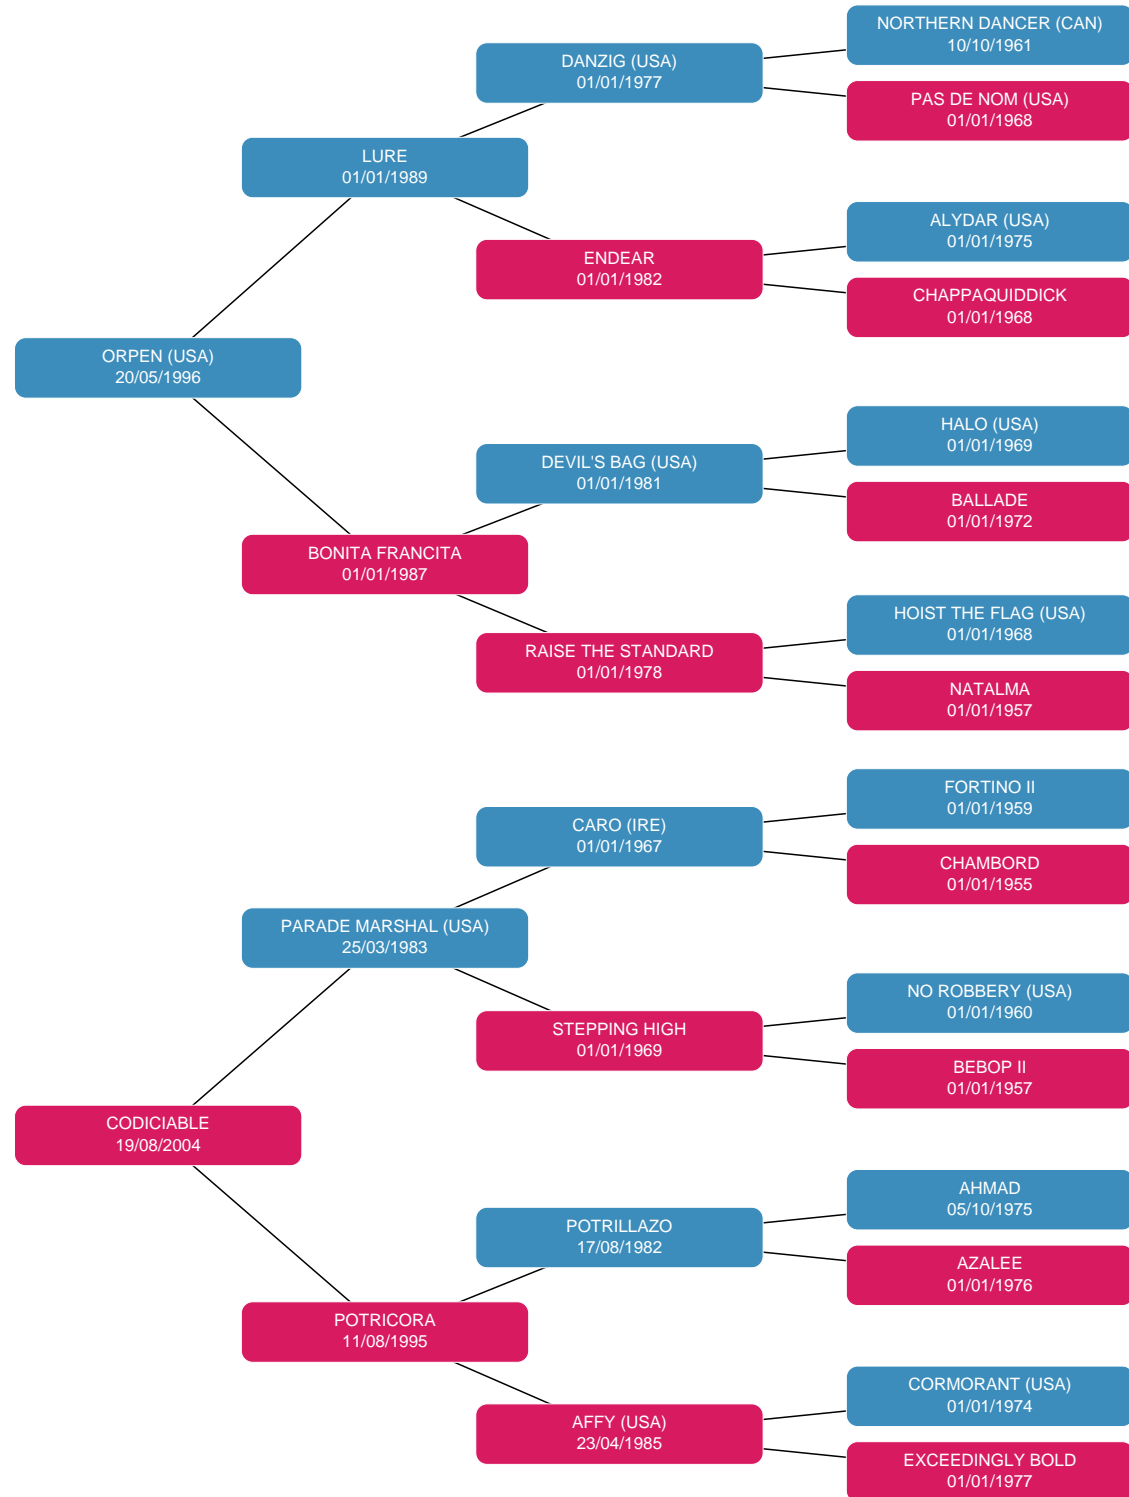 NORTHERN DANCER (CAN)
10/10/1961
DANZIG (USA)
01/01/1977
PAS DE NOM (USA)
01/01/1968
LURE
01/01/1989
ALYDAR (USA)
01/01/1975
ENDEAR
01/01/1982
CHAPPAQUIDDICK
01/01/1968
ORPEN (USA)
20/05/1996
HALO (USA)
01/01/1969
DEVIL'S BAG (USA)
01/01/1981
BALLADE
01/01/1972
BONITA FRANCITA
01/01/1987
HOIST THE FLAG (USA)
01/01/1968
RAISE THE STANDARD
01/01/1978
NATALMA
01/01/1957
FORTINO II
01/01/1959
CARO (IRE)
01/01/1967
CHAMBORD
01/01/1955
PARADE MARSHAL (USA)
25/03/1983
NO ROBBERY (USA)
01/01/1960
STEPPING HIGH
01/01/1969
BEBOP II
01/01/1957
CODICIABLE
19/08/2004
AHMAD
05/10/1975
POTRILLAZO
17/08/1982
AZALEE
01/01/1976
POTRICORA
11/08/1995
CORMORANT (USA)
01/01/1974
AFFY (USA)
23/04/1985
EXCEEDINGLY BOLD
01/01/1977